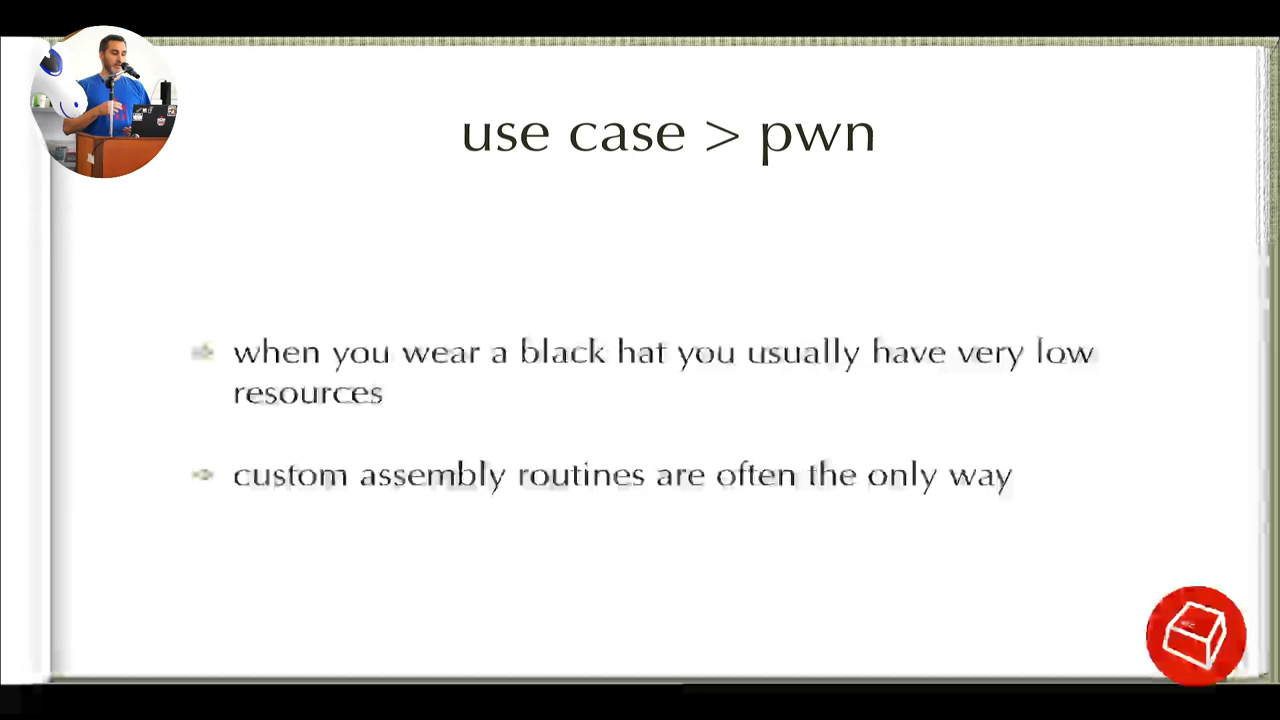 use case > pwn
when you wear a black hat you usually have very low
resources
custom assembly routines are often the only way